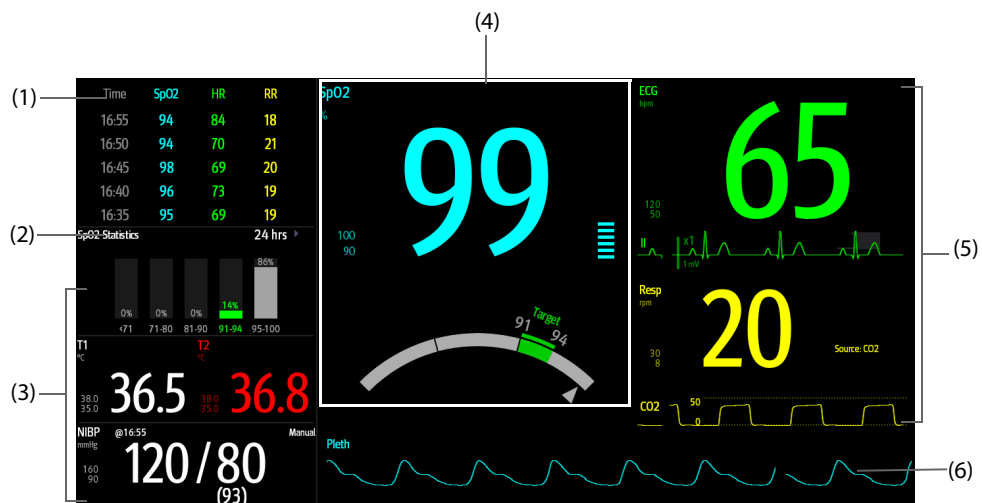 (4)
(1)
Time SpO2 HR RR
16:55 94 84 18
16:50 94 70 21
16:45 98 69 20
16:40 96 73 19
16:35 95 69 19
(2)
SpO2 Statistics 24 hrs
0% 0% 0% 14% 86%
<71 71-80 81-90 91-94 95-100
(3)
T1
°C
38.0
35.0
36.5
T2
°C
38.0
35.0
36.8
NIBP @16:55 Manual
mmHg
160
90
120/80
(93)
SpO2
%
99
100
90
Target
91 94
Pleth
(6)
ECG
bpm
65
120
50
II x1
1 mV
(5)
Resp
rpm
20
30
8
Source: CO2
CO2 50
0